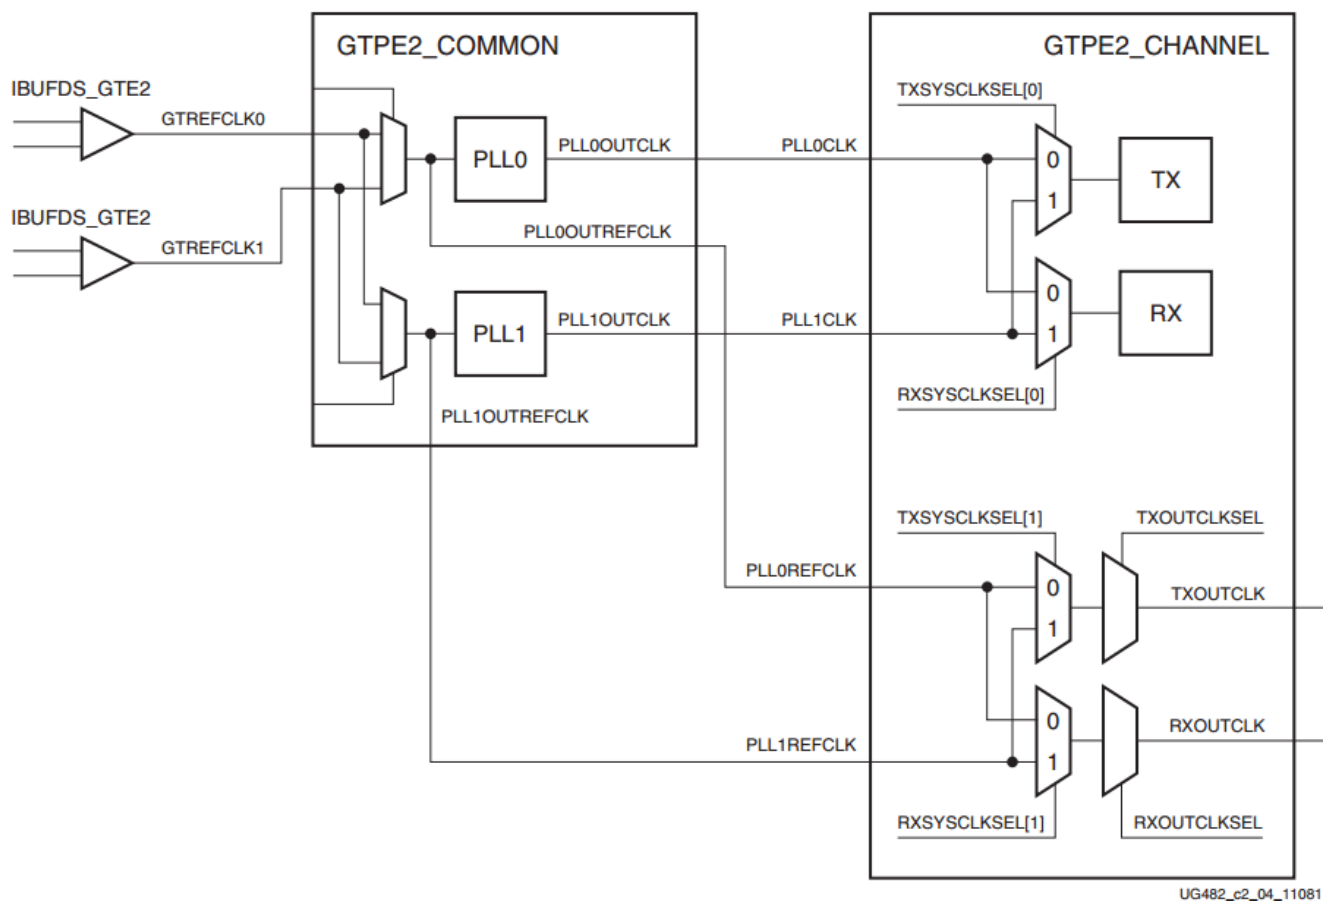 GTPE2_COMMON
GTPE2_CHANNEL
IBUFDS_GTE2
GTREFCLK0
TXSYSCLKSEL[0]
PLL0
PLL0OUTCLK
PLL0CLK
0
1
TX
IBUFDS_GTE2
GTREFCLK1
PLL0OUTREFCLK
PLL1
PLL1OUTCLK
PLL1CLK
0
1
RX
RXSYSCLKSEL[0]
PLL1OUTREFCLK
TXSYSCLKSEL[1]
TXOUTCLKSEL
PLL0REFCLK
0
1
TXOUTCLK
PLL1REFCLK
0
1
RXOUTCLK
RXSYSCLKSEL[1]
RXOUTCLKSEL
UG482_c2_04_11081